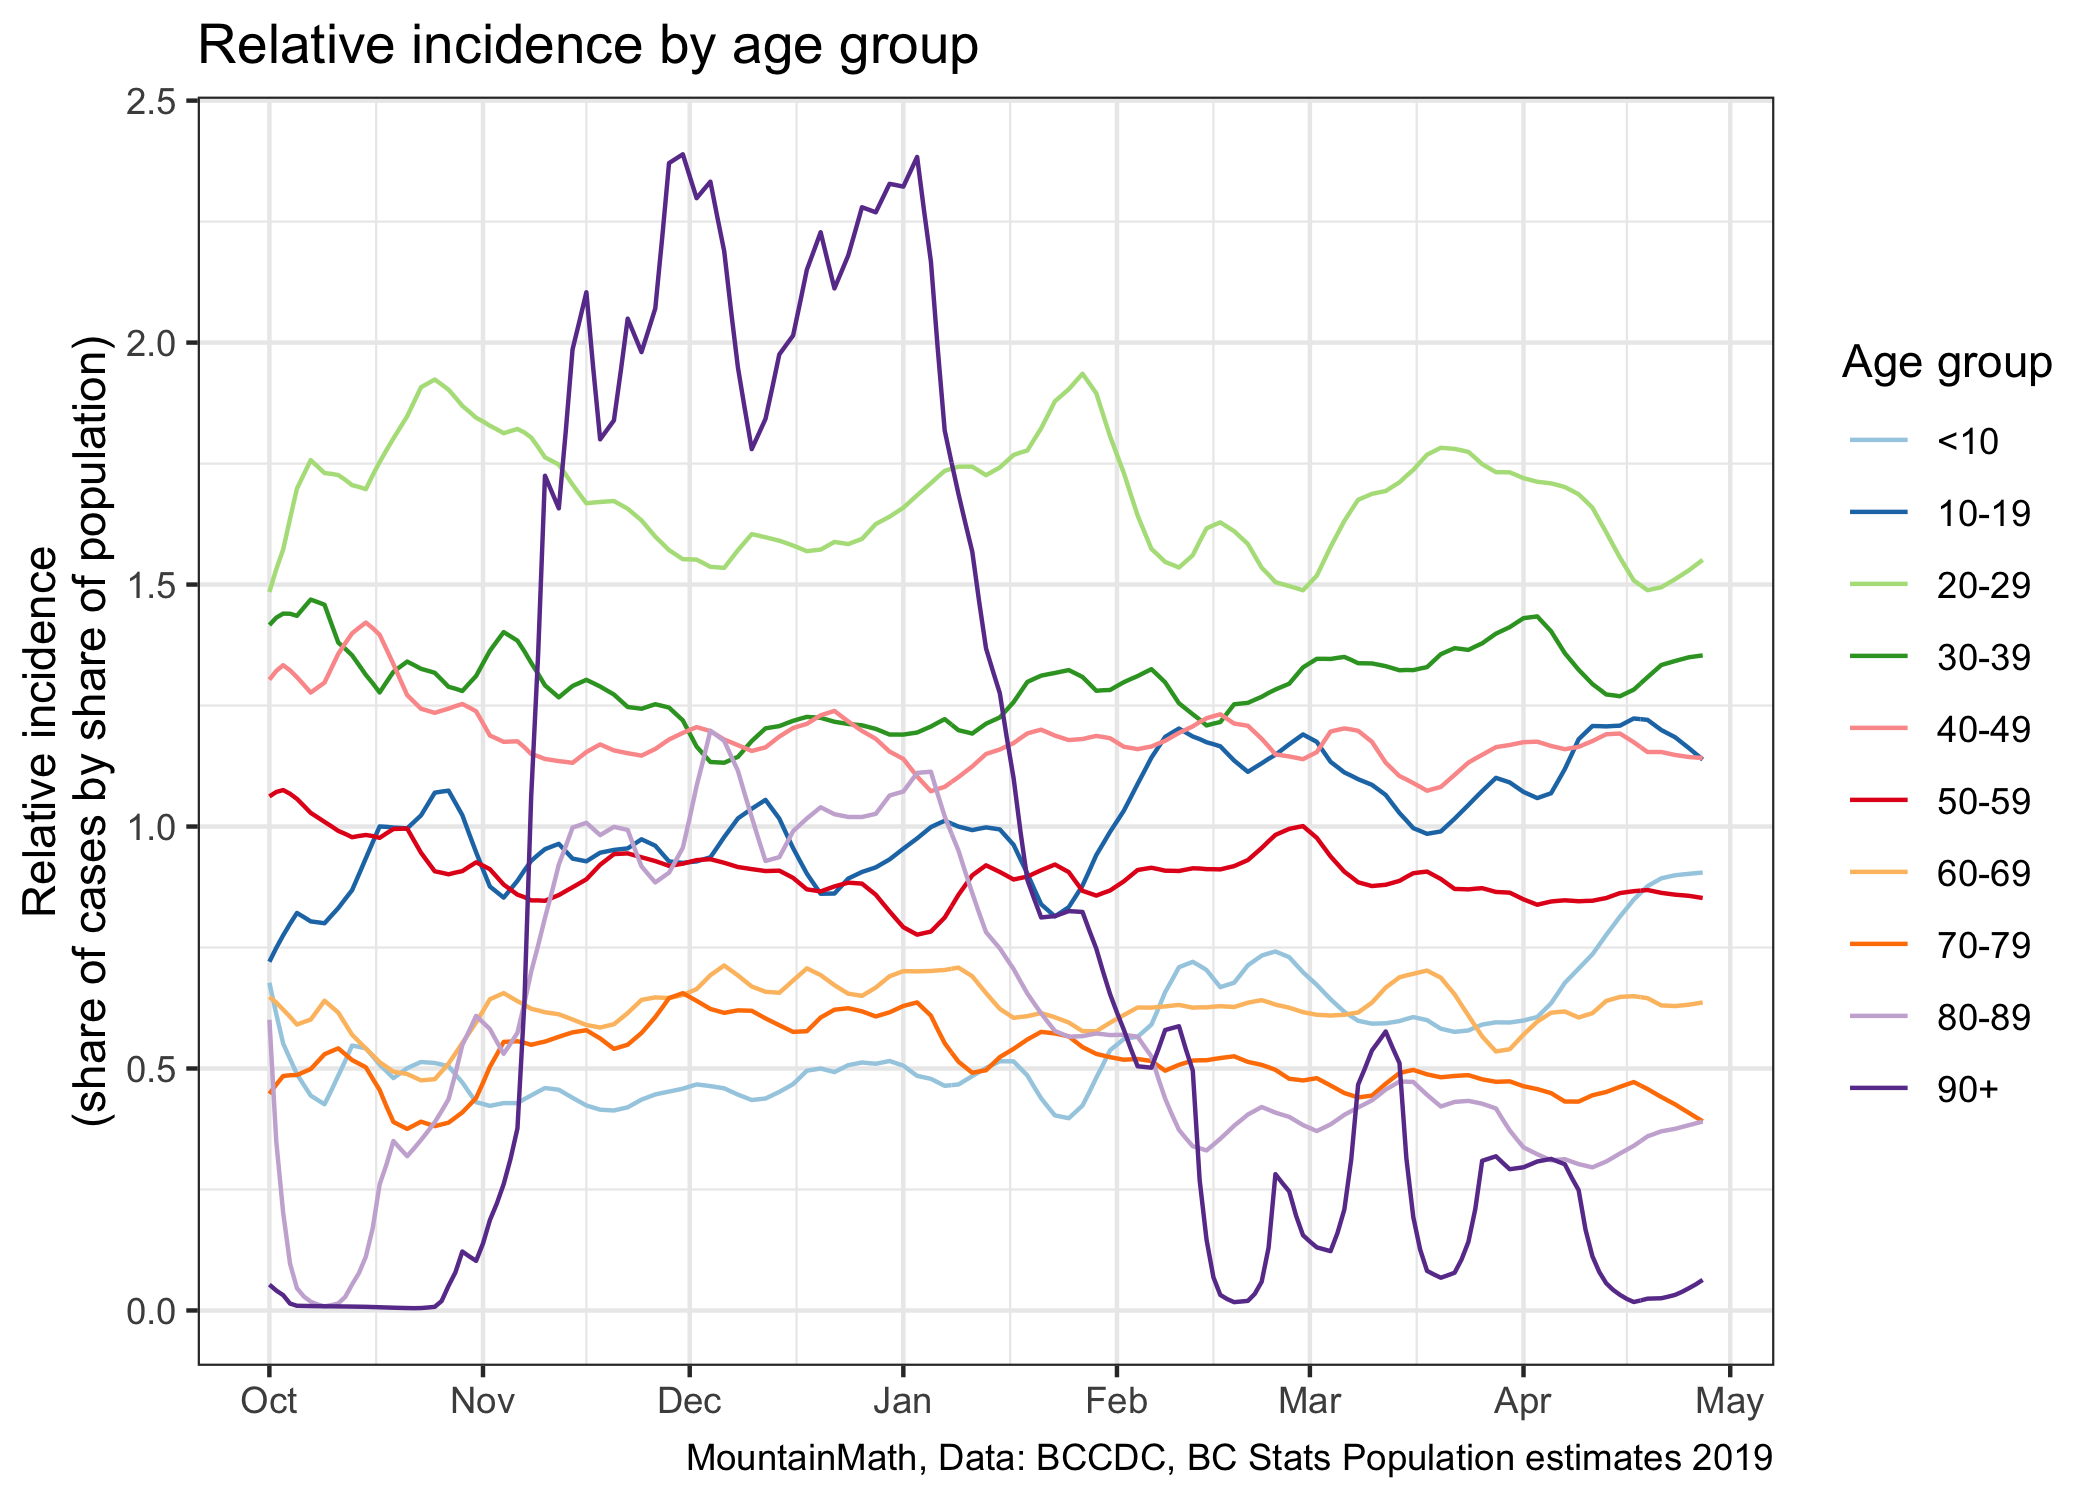 Relative incidence by age group
Relative incidence
(share of cases by share of population)
2.5
2.0
1.5
1.0
0.5
0.0
Oct Nov Dec Jan Feb Mar Apr May
Age group
<10
10-19
20-29
30-39
40-49
50-59
60-69
70-79
80-89
90+
MountainMath, Data: BCCDC, BC Stats Population estimates 2019